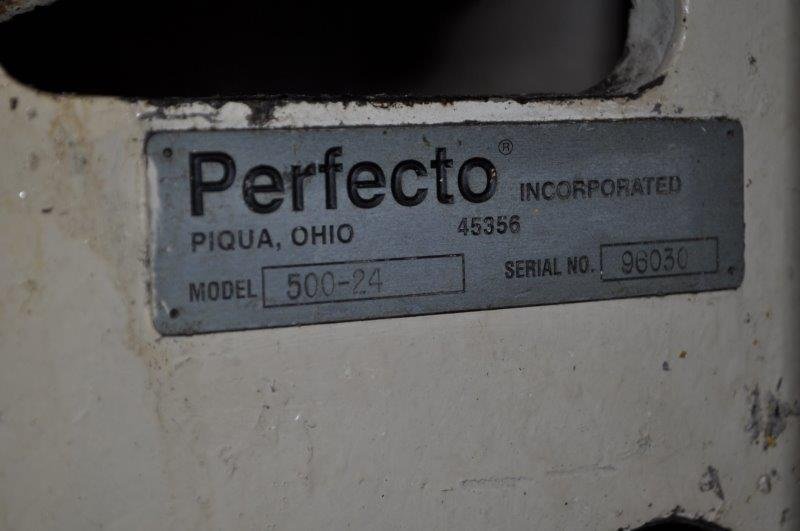 Perfecto® INCORPORATED
PIQUA, OHIO 45356
MODEL 500-24 SERIAL NO. 96030